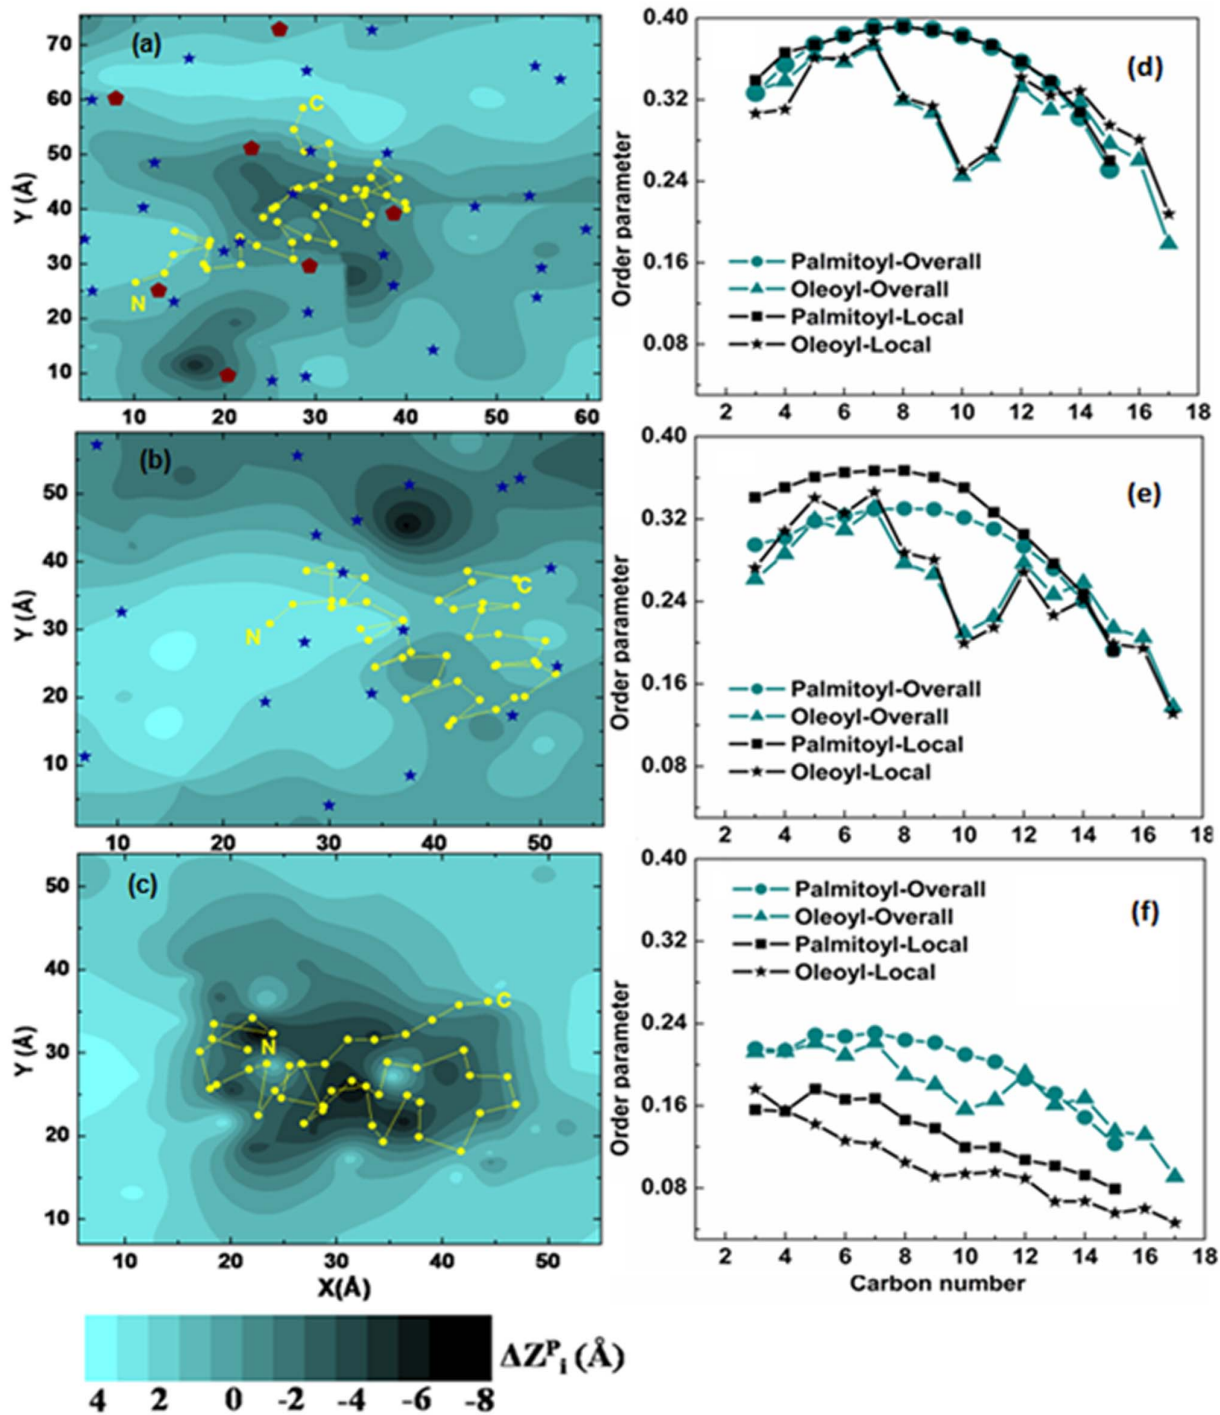 (a)
70
60
50
40
30
20
10
Y (Å)
C
N
10 20 30 40 50 60
(d)
0.40
0.32
0.24
0.16
0.08
Order parameter
Palmitoyl-Overall
Oleoyl-Overall
Palmitoyl-Local
Oleoyl-Local
2 4 6 8 10 12 14 16 18
(b)
50
40
30
20
10
Y (Å)
N
C
10 20 30 40 50
(e)
0.40
0.32
0.24
0.16
0.08
Order parameter
Palmitoyl-Overall
Oleoyl-Overall
Palmitoyl-Local
Oleoyl-Local
2 4 6 8 10 12 14 16 18
(c)
50
40
30
20
10
Y (Å)
C
N
10 20 30 40 50
X(Å)
(f)
0.40
0.32
0.24
0.16
0.08
Order parameter
Palmitoyl-Overall
Oleoyl-Overall
Palmitoyl-Local
Oleoyl-Local
2 4 6 8 10 12 14 16 18
Carbon number
ΔZᴾᵢ (Å)
4 2 0 -2 -4 -6 -8